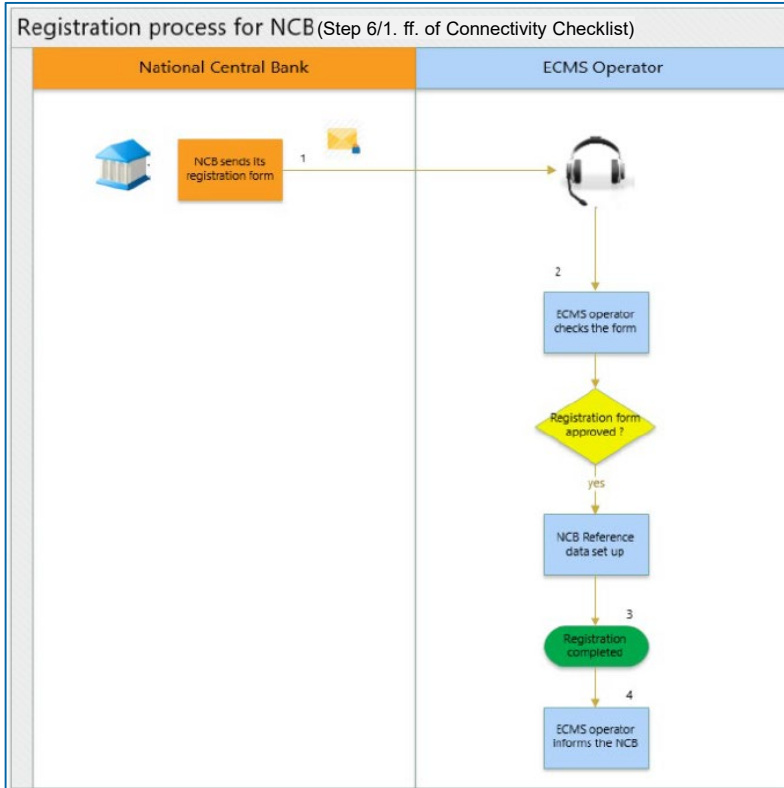 Registration process for NCB (Step 6/1. ff. of Connectivity Checklist)
National Central Bank
ECMS Operator
NCB sends its
registration form
1
2
ECMS operator
checks the form
Registration form
approved ?
yes
NCB Reference
data set up
3
Registration
completed
4
ECMS operator
informs the NCB